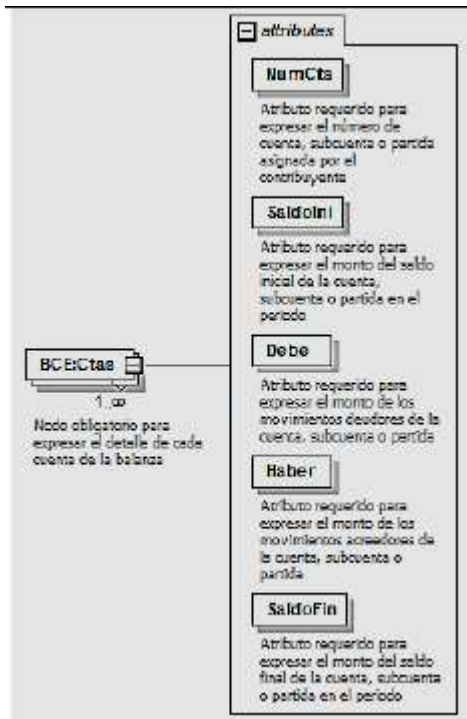 attributes
NumCta
Atributo requerido para
expresar el número de
cuenta, subcuenta o partida
asignada por el
contribuyente
SaldoIni
Atributo requerido para
expresar el monto del saldo
inicial de la cuenta,
subcuenta o partida en el
periodo
Debe
Atributo requerido para
expresar el monto de los
movimientos deudores de la
cuenta, subcuenta o partida
Haber
Atributo requerido para
expresar el monto de los
movimientos acreedores de
la cuenta, subcuenta o
partida
SaldoFin
Atributo requerido para
expresar el monto del saldo
final de la cuenta, subcuenta
o partida en el periodo
BCE:Ctas
1..∞
Nodo obligatorio para
expresar el detalle de cada
cuenta de la balanza